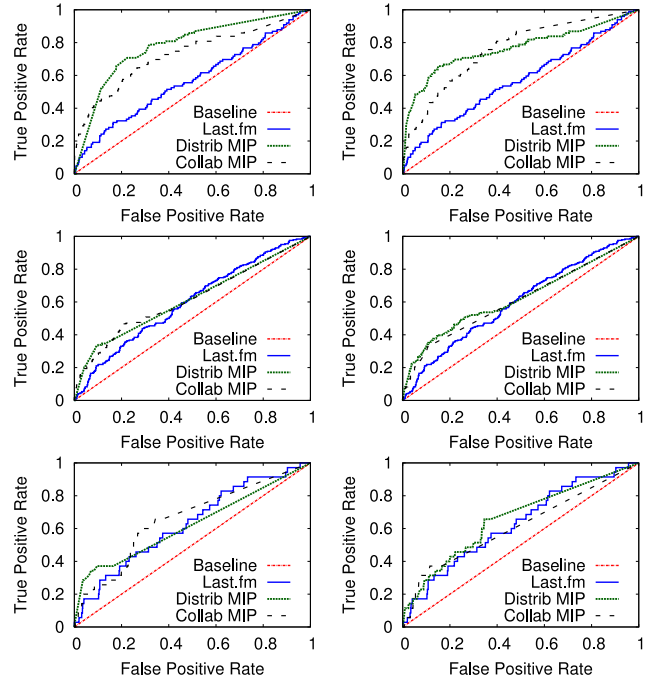 1
0.8
0.6
0.4
0.2
0
0 0.2 0.4 0.6 0.8 1
True Positive Rate
False Positive Rate
Baseline
Last.fm
Distrib MIP
Collab MIP
1
0.8
0.6
0.4
0.2
0
0 0.2 0.4 0.6 0.8 1
True Positive Rate
False Positive Rate
Baseline
Last.fm
Distrib MIP
Collab MIP
1
0.8
0.6
0.4
0.2
0
0 0.2 0.4 0.6 0.8 1
True Positive Rate
False Positive Rate
Baseline
Last.fm
Distrib MIP
Collab MIP
1
0.8
0.6
0.4
0.2
0
0 0.2 0.4 0.6 0.8 1
True Positive Rate
False Positive Rate
Baseline
Last.fm
Distrib MIP
Collab MIP
1
0.8
0.6
0.4
0.2
0
0 0.2 0.4 0.6 0.8 1
True Positive Rate
False Positive Rate
Baseline
Last.fm
Distrib MIP
Collab MIP
1
0.8
0.6
0.4
0.2
0
0 0.2 0.4 0.6 0.8 1
True Positive Rate
False Positive Rate
Baseline
Last.fm
Distrib MIP
Collab MIP